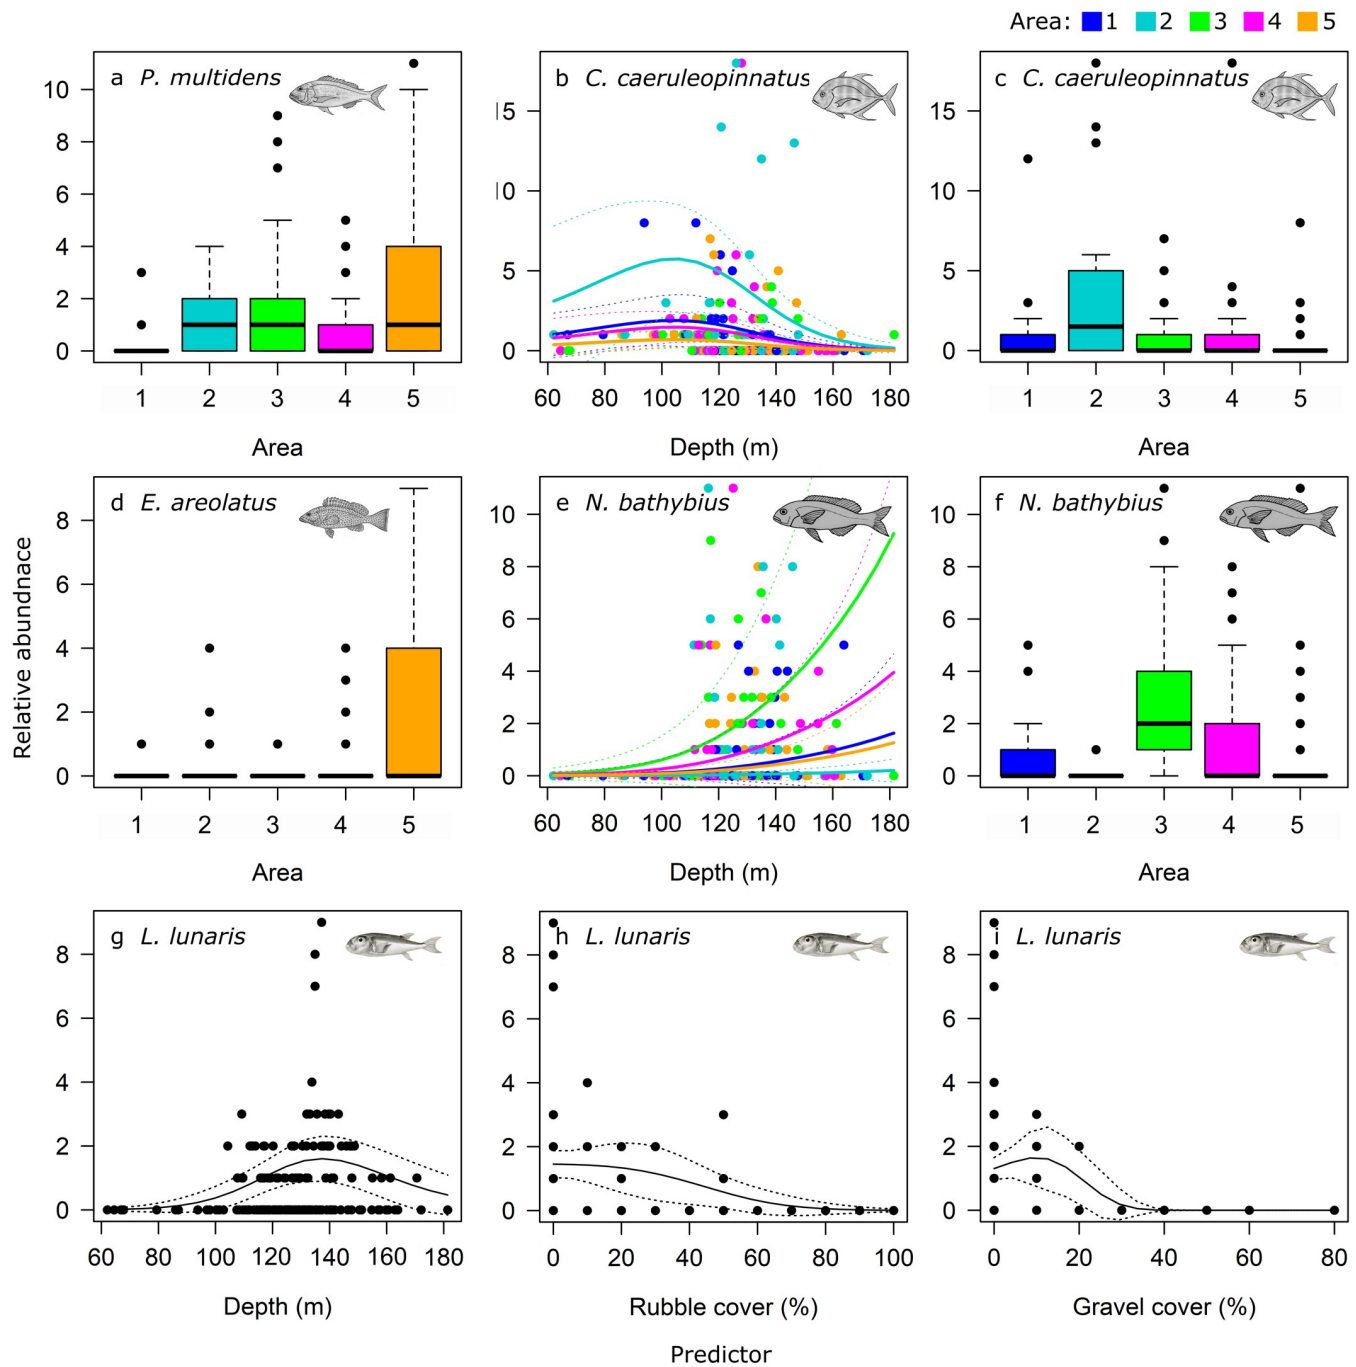 Area: 1 2 3 4 5
a P. multidens
10
8
6
4
2
0
1 2 3 4 5
Area
b C. caeruleopinnatus
15
10
5
0
60 80 100 120 140 160 180
Depth (m)
c C. caeruleopinnatus
15
10
5
0
1 2 3 4 5
Area
Relative abundnace
d E. areolatus
8
6
4
2
0
1 2 3 4 5
Area
e N. bathybius
10
8
6
4
2
0
60 80 100 120 140 160 180
Depth (m)
f N. bathybius
10
8
6
4
2
0
1 2 3 4 5
Area
g L. lunaris
8
6
4
2
0
60 80 100 120 140 160 180
Depth (m)
h L. lunaris
8
6
4
2
0
0 20 40 60 80 100
Rubble cover (%)
i L. lunaris
8
6
4
2
0
0 20 40 60 80
Gravel cover (%)
Predictor